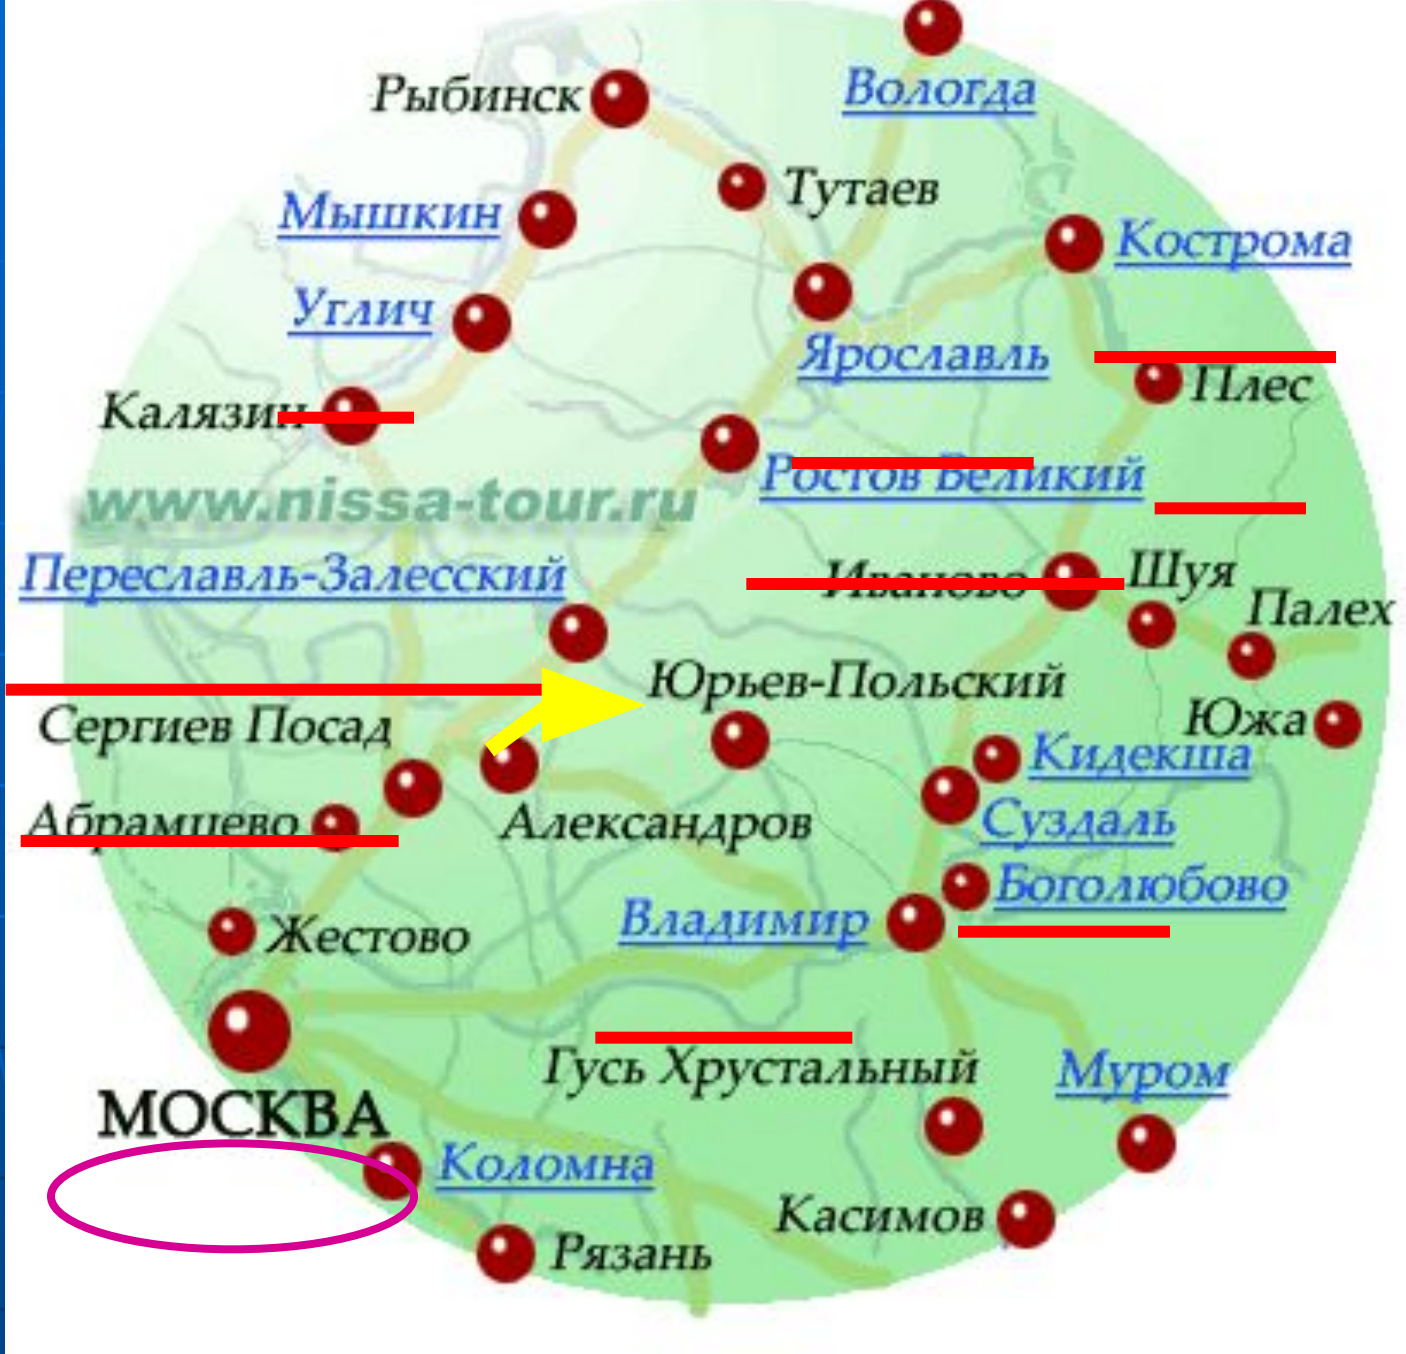 Вологда
Рыбинск
Тутаев
Мышкин
Кострома
Углич
Ярославль
Плес
Калязин
Ростов Великий
www.nissa-tour.ru
Переславль-Залесский
Иваново
Шуя
Палех
Юрьев-Польский
Южа
Сергиев Посад
Кидекша
Суздаль
Абрамцево
Александров
Боголюбово
Владимир
Жестово
Гусь Хрустальный
Муром
МОСКВА
Коломна
Касимов
Рязань